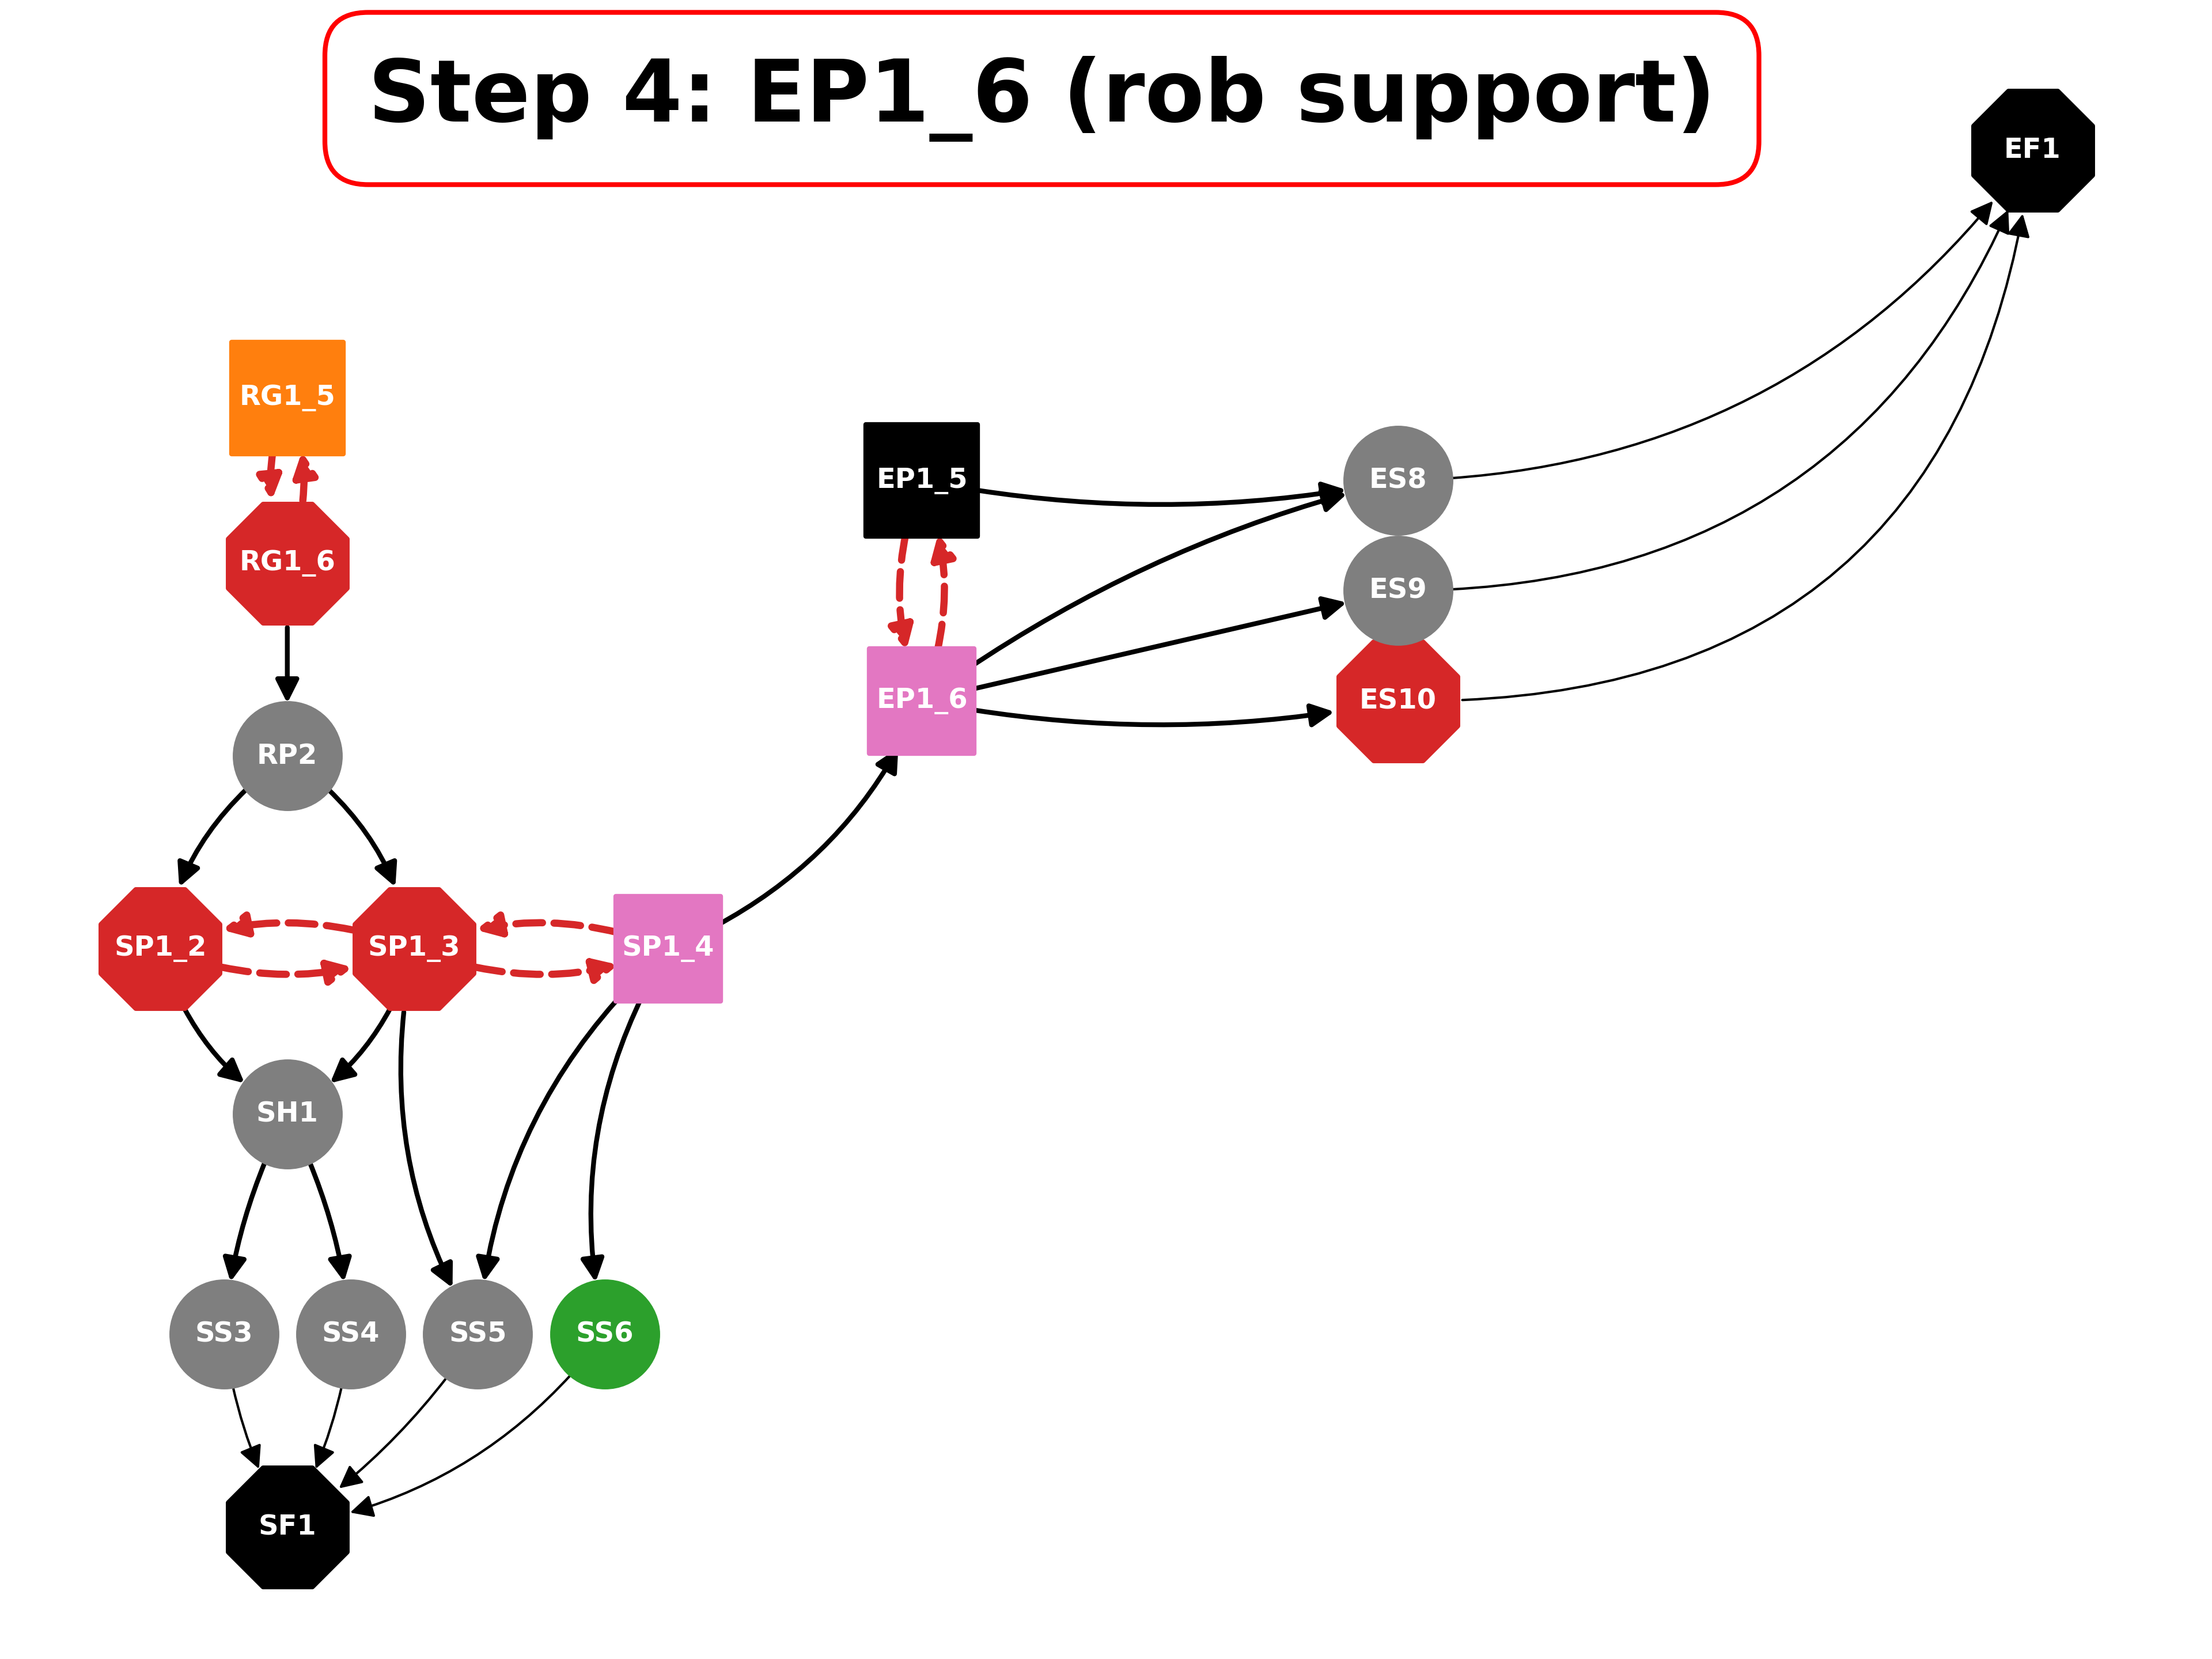 Step 4: EP1_6 (rob support)
EF1
RG1_5
EP1_5
ES8
RG1_6
ES9
EP1_6
ES10
RP2
SP1_2
SP1_3
SP1_4
SH1
SS3
SS4
SS5
SS6
SF1